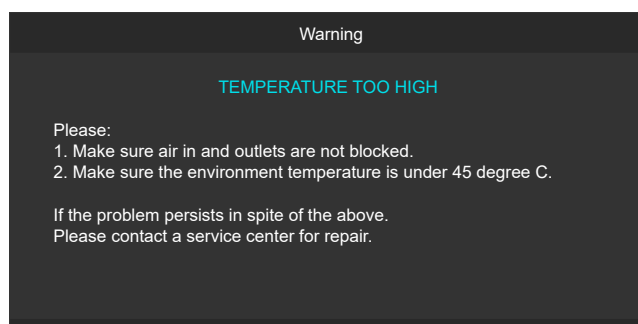 Warning
TEMPERATURE TOO HIGH
Please:
1. Make sure air in and outlets are not blocked.
2. Make sure the environment temperature is under 45 degree C.
If the problem persists in spite of the above.
Please contact a service center for repair.